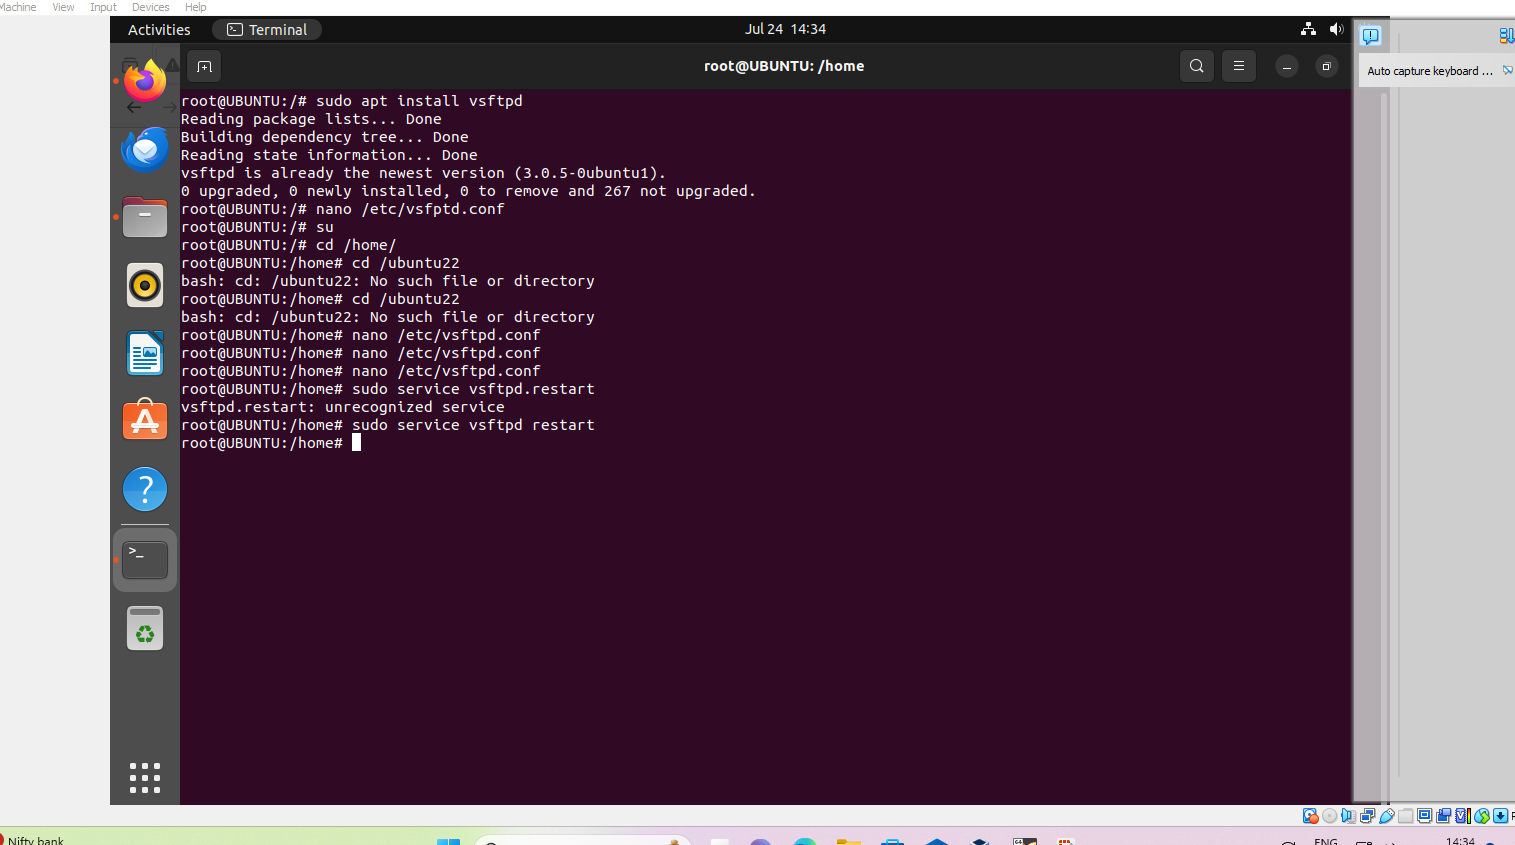 Machine View Input Devices Help
Activities Terminal Jul 24 14:34
root@UBUNTU: /home
Auto capture keyboard ...
root@UBUNTU:/# sudo apt install vsftpd
Reading package lists... Done
Building dependency tree... Done
Reading state information... Done
vsftpd is already the newest version (3.0.5-0ubuntu1).
0 upgraded, 0 newly installed, 0 to remove and 267 not upgraded.
root@UBUNTU:/# nano /etc/vsfptd.conf
root@UBUNTU:/# su
root@UBUNTU:/# cd /home/
root@UBUNTU:/home# cd /ubuntu22
bash: cd: /ubuntu22: No such file or directory
root@UBUNTU:/home# cd /ubuntu22
bash: cd: /ubuntu22: No such file or directory
root@UBUNTU:/home# nano /etc/vsftpd.conf
root@UBUNTU:/home# nano /etc/vsftpd.conf
root@UBUNTU:/home# nano /etc/vsftpd.conf
root@UBUNTU:/home# sudo service vsftpd.restart
vsftpd.restart: unrecognized service
root@UBUNTU:/home# sudo service vsftpd restart
root@UBUNTU:/home#
Nifty bank ENG 14:34